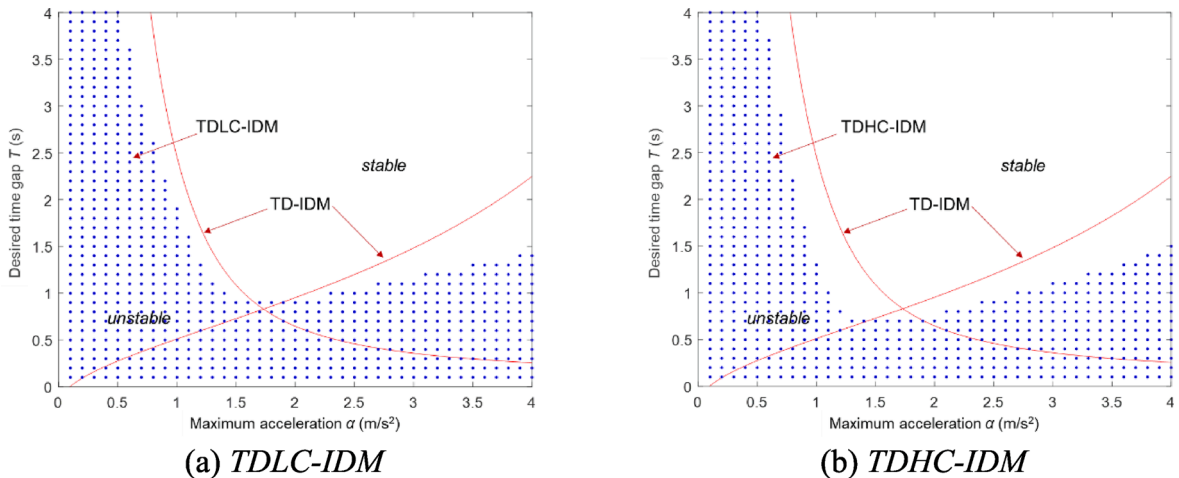 4
3.5
3
2.5
2
1.5
1
0.5
0
Desired time gap T (s)
TDLC-IDM
stable
TD-IDM
unstable
0 0.5 1 1.5 2 2.5 3 3.5 4
Maximum acceleration α (m/s²)
(a) TDLC-IDM
4
3.5
3
2.5
2
1.5
1
0.5
0
Desired time gap T (s)
TDHC-IDM
stable
TD-IDM
unstable
0 0.5 1 1.5 2 2.5 3 3.5 4
Maximum acceleration α (m/s²)
(b) TDHC-IDM